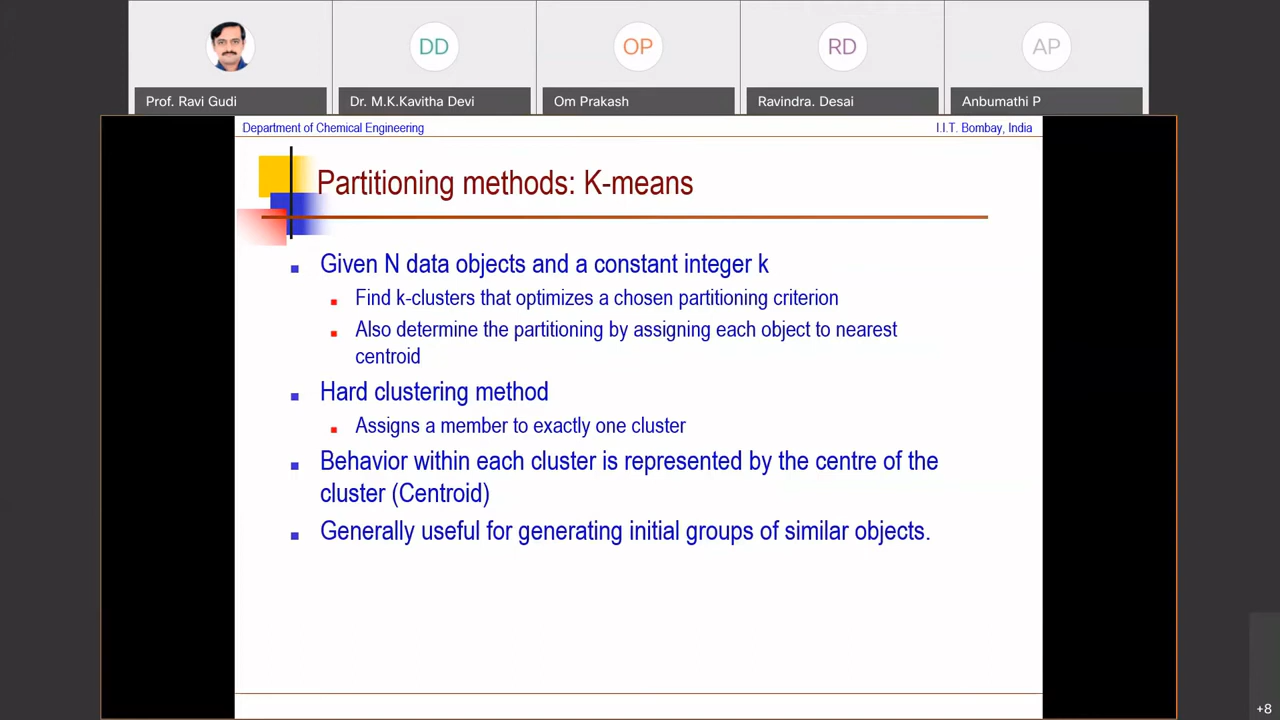 DD
OP
RD
AP
Prof. Ravi Gudi
Dr. M.K.Kavitha Devi
Om Prakash
Ravindra. Desai
Anbumathi P
Department of Chemical Engineering
I.I.T. Bombay, India
Partitioning methods: K-means
Given N data objects and a constant integer k
Find k-clusters that optimizes a chosen partitioning criterion
Also determine the partitioning by assigning each object to nearest
centroid
Hard clustering method
Assigns a member to exactly one cluster
Behavior within each cluster is represented by the centre of the
cluster (Centroid)
Generally useful for generating initial groups of similar objects.
+8